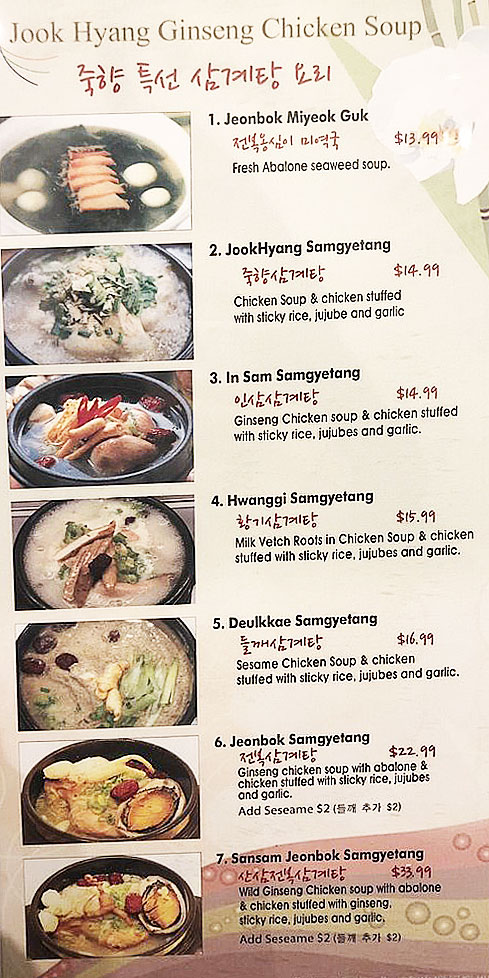 Jook Hyang Ginseng Chicken Soup
죽향 특선 삼계탕 요리
1. Jeonbok Miyeok Guk
전복옹심이 미역국 $13.99
Fresh Abalone seaweed soup.
2. JookHyang Samgyetang
죽향삼계탕 $14.99
Chicken Soup & chicken stuffed
with sticky rice, jujube and garlic
3. In Sam Samgyetang
인삼삼계탕 $14.99
Ginseng Chicken soup & chicken stuffed
with sticky rice, jujubes and garlic.
4. Hwanggi Samgyetang
황기삼계탕 $15.99
Milk Vetch Roots in Chicken Soup & chicken
stuffed with sticky rice, jujubes and garlic.
5. Deulkkae Samgyetang
들깨삼계탕 $16.99
Sesame Chicken Soup & chicken
stuffed with sticky rice, jujubes and garlic.
6. Jeonbok Samgyetang
전복삼계탕 $22.99
Ginseng chicken soup with abalone &
chicken stuffed with sticky rice, jujubes
and garlic.
Add Seseame $2 (들깨 추가 $2)
7. Sansam Jeonbok Samgyetang
산삼전복삼계탕 $33.99
Wild Ginseng Chicken soup with abalone
& chicken stuffed with ginseng,
sticky rice, jujubes and garlic.
Add Seseame $2 (들깨 추가 $2)